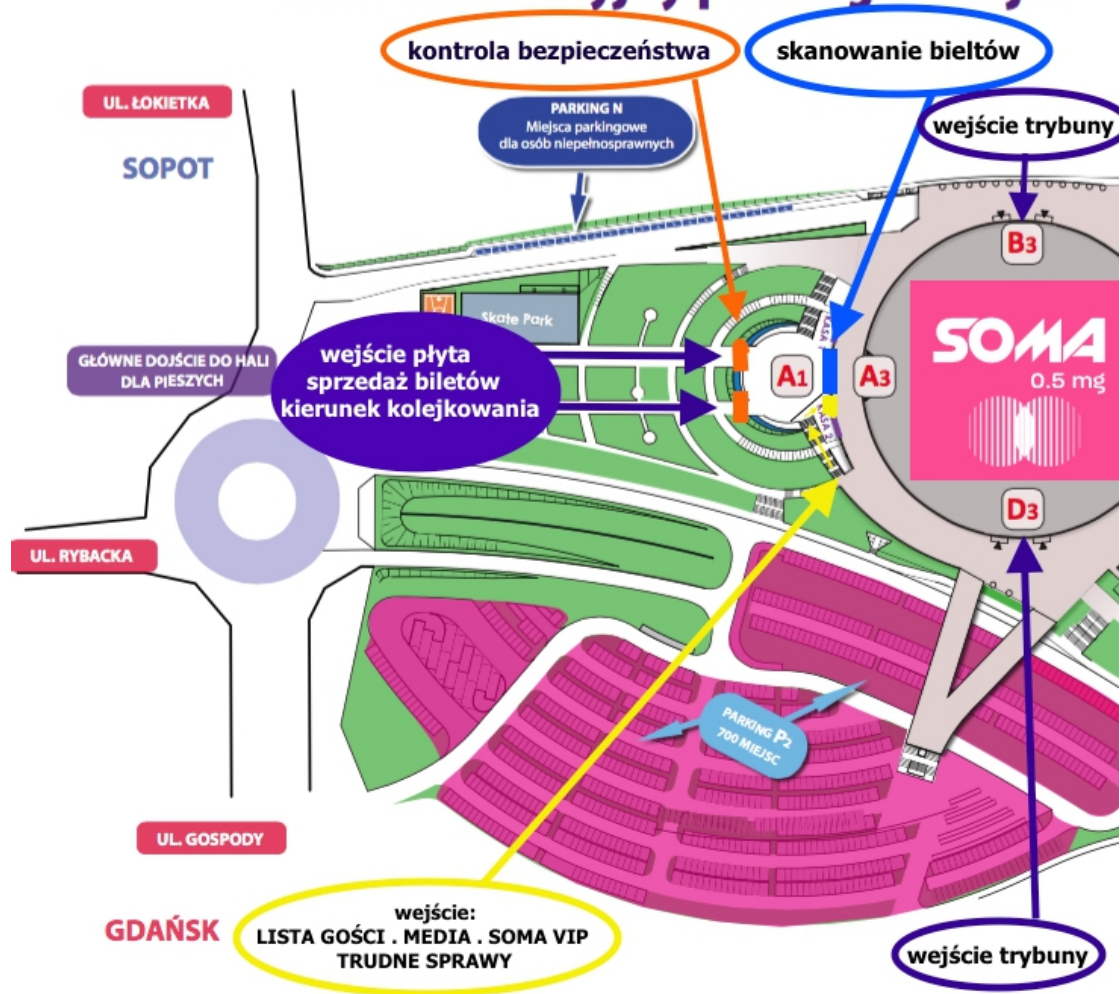 kontrola bezpieczeństwa
skanowanie bieltów
UL. ŁOKIETKA
PARKING N
Miejsca parkingowe
dla osób niepełnosprawnych
wejście trybuny
SOPOT
B3
Skate Park
SOMA
0.5 mg
GŁÓWNE DOJŚCIE DO HALI
DLA PIESZYCH
wejście płyta
sprzedaż biletów
kierunek kolejkowania
A1
A3
KASA 2
D3
UL. RYBACKA
PARKING P2
700 MIEJSC
UL. GOSPODY
GDAŃSK
wejście:
LISTA GOŚCI . MEDIA . SOMA VIP
TRUDNE SPRAWY
wejście trybuny